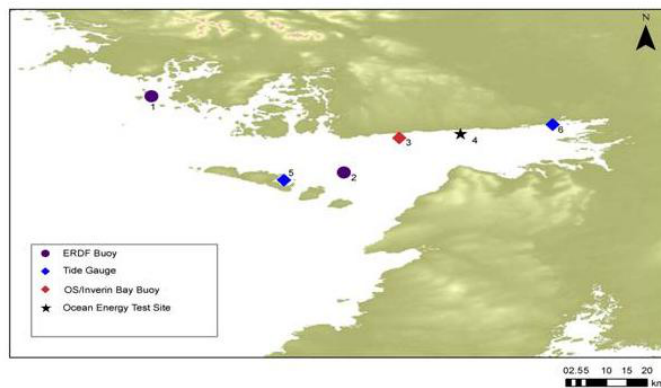 N
1
6
3
4
5
2
ERDF Buoy
Tide Gauge
OS/Inverin Bay Buoy
Ocean Energy Test Site
02.55 10 15 20
km